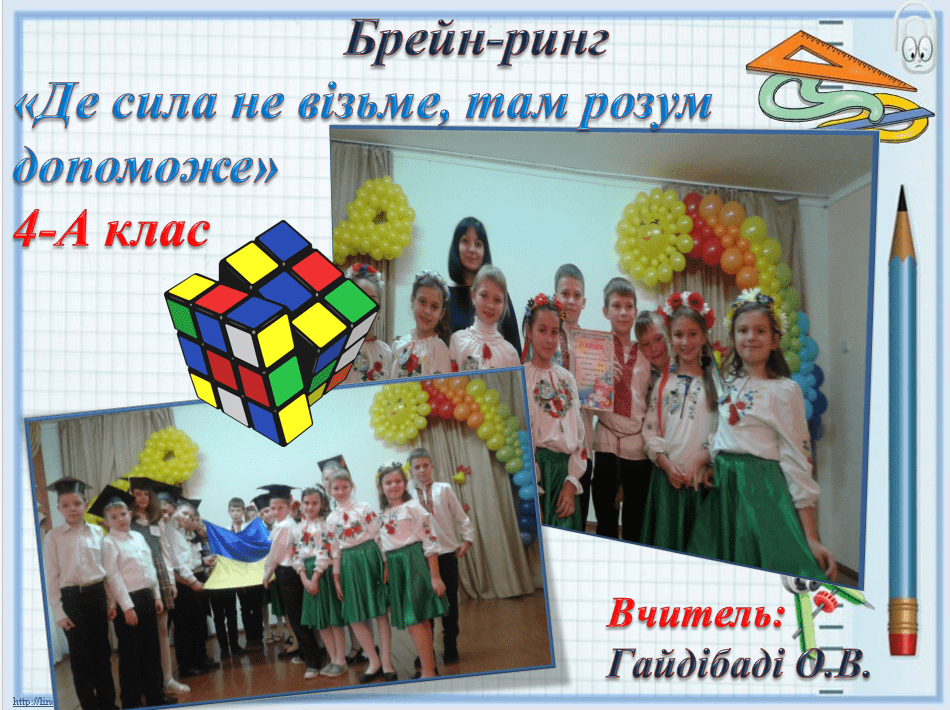 Брейн-ринг
«Де сила не візьме, там розум
допоможе»
4-А клас
Вчитель:
Гайдібаді О.В.